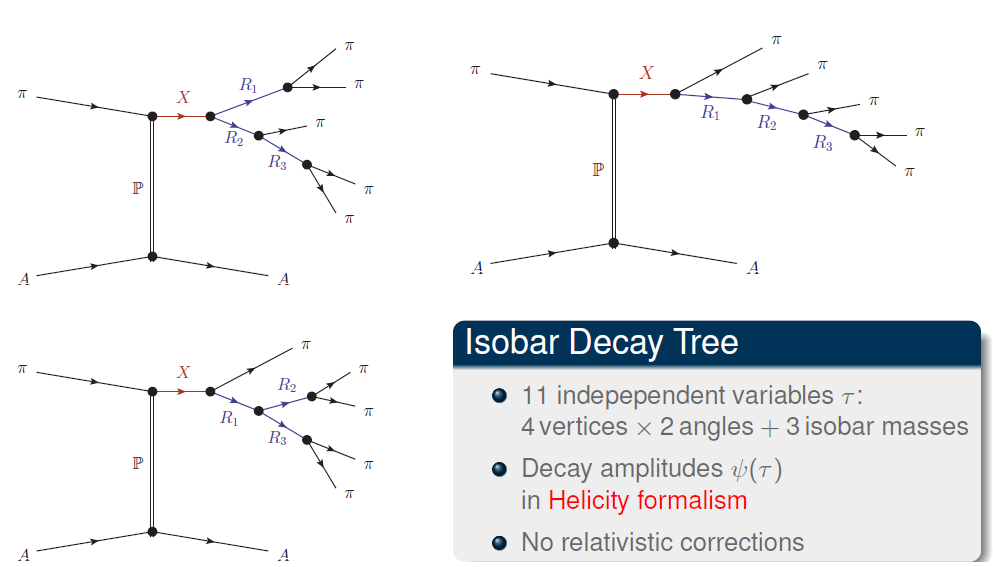 π
X
R₁
π
π
R₂
π
R₃
π
π
ℙ
A
A
π
X
π
π
R₁
R₂
π
R₃
π
π
ℙ
A
A
π
X
π
R₂
π
π
R₁
R₃
π
π
ℙ
A
A
Isobar Decay Tree
11 indepependent variables τ:
4 vertices × 2 angles + 3 isobar masses
Decay amplitudes ψ(τ)
in Helicity formalism
No relativistic corrections